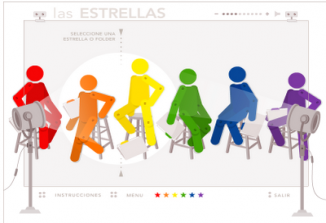 las ESTRELLAS
SELECCIONE UNA
ESTRELLA O FOLDER
INSTRUCCIONES MENU SALIR